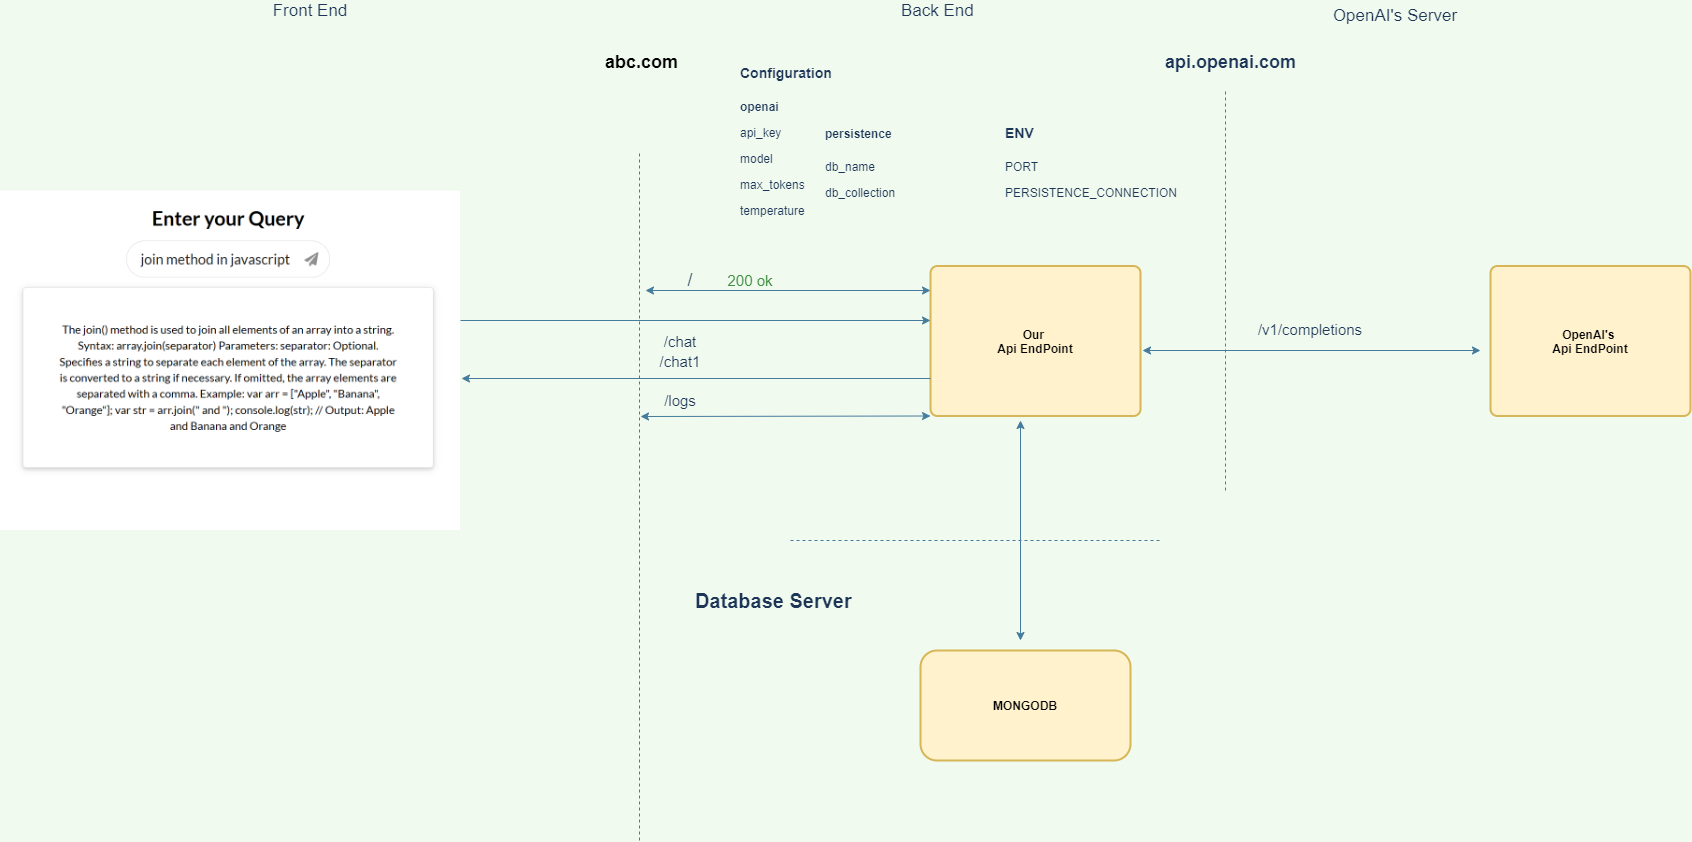 Front End
Back End
OpenAI's Server
abc.com
api.openai.com
Configuration
openai
api_key
model
max_tokens
temperature
persistence
db_name
db_collection
ENV
PORT
PERSISTENCE_CONNECTION
Enter your Query
join method in javascript
The join() method is used to join all elements of an array into a string.
Syntax: array.join(separator) Parameters: separator: Optional.
Specifies a string to separate each element of the array. The separator
is converted to a string if necessary. If omitted, the array elements are
separated with a comma. Example: var arr = ["Apple", "Banana",
"Orange"]; var str = arr.join(" and "); console.log(str); // Output: Apple
and Banana and Orange
/ 200 ok
/chat
/chat1
/logs
Our
Api EndPoint
/v1/completions
OpenAI's
Api EndPoint
Database Server
MONGODB